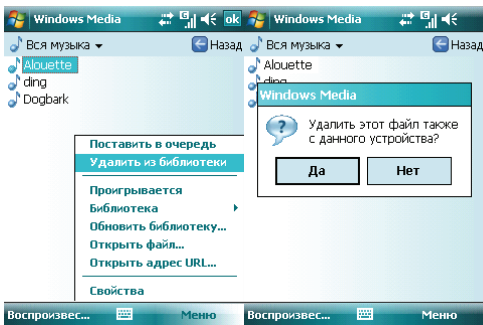 Windows Media
ok
Вся музыка
Назад
Alouette
ding
Dogbark
Поставить в очередь
Удалить из библиотеки
Проигрывается
Библиотека
Обновить библиотеку...
Открыть файл...
Открыть адрес URL...
Свойства
Воспроизвес...
Меню
Windows Media
Вся музыка
Назад
Alouette
ding
Windows Media
Удалить этот файл также
с данного устройства?
Да
Нет
Воспроизвес...
Меню